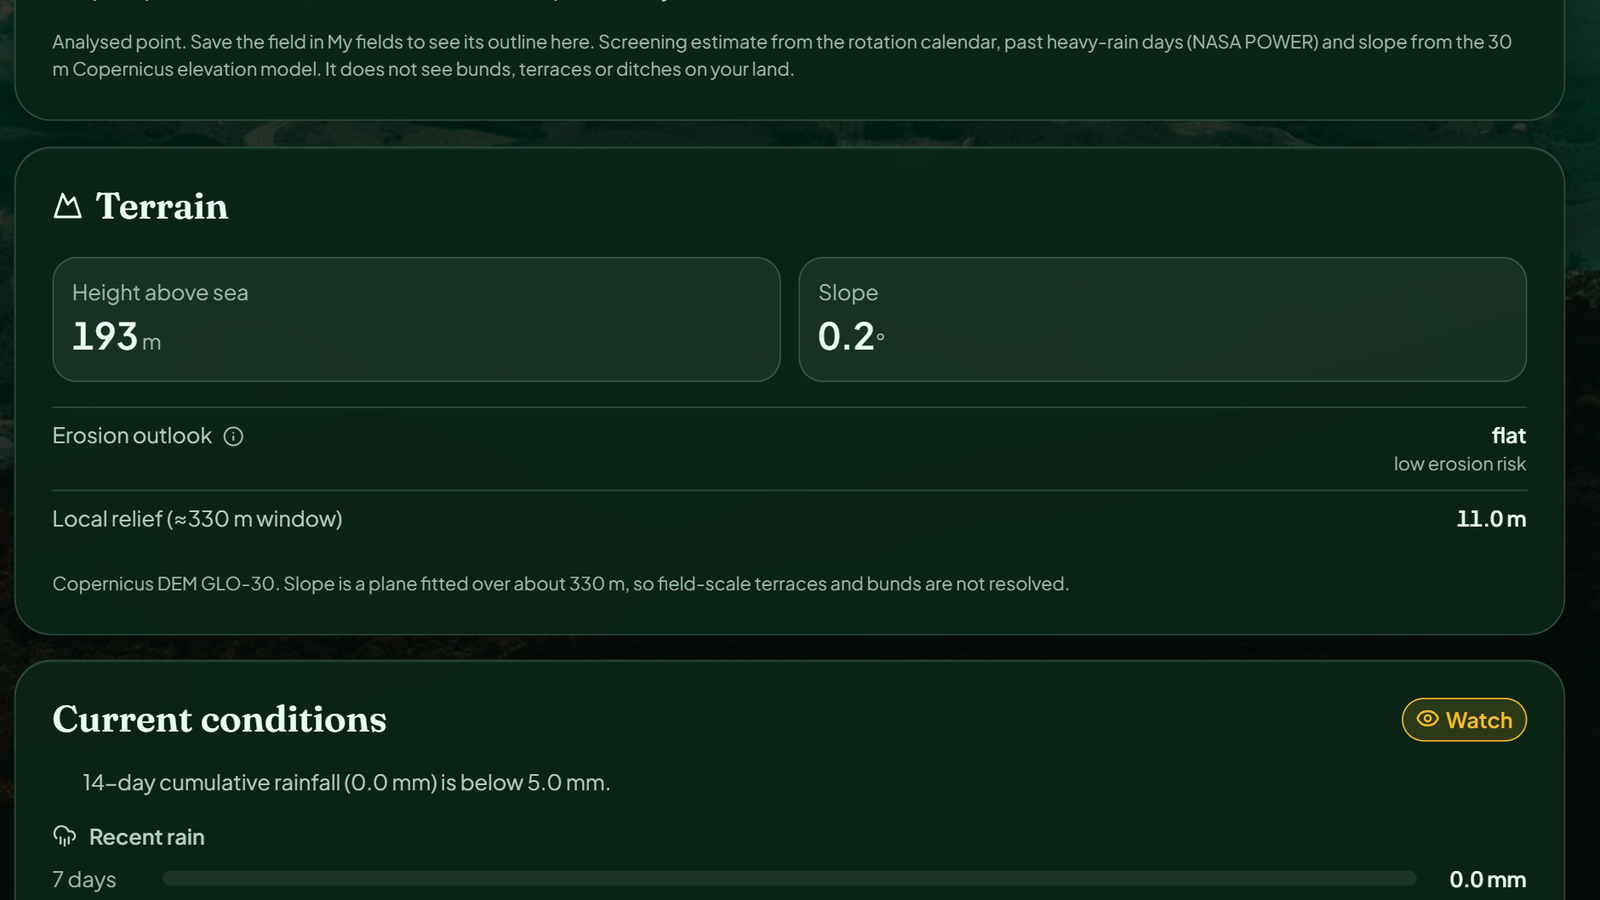 Analysed point. Save the field in My fields to see its outline here. Screening estimate from the rotation calendar, past heavy-rain days (NASA POWER) and slope from the 30
m Copernicus elevation model. It does not see bunds, terraces or ditches on your land.
Terrain
Height above sea
193 m
Slope
0.2°
Erosion outlook
flat
low erosion risk
Local relief (≈330 m window)
11.0 m
Copernicus DEM GLO-30. Slope is a plane fitted over about 330 m, so field-scale terraces and bunds are not resolved.
Current conditions
Watch
14-day cumulative rainfall (0.0 mm) is below 5.0 mm.
Recent rain
7 days
0.0 mm